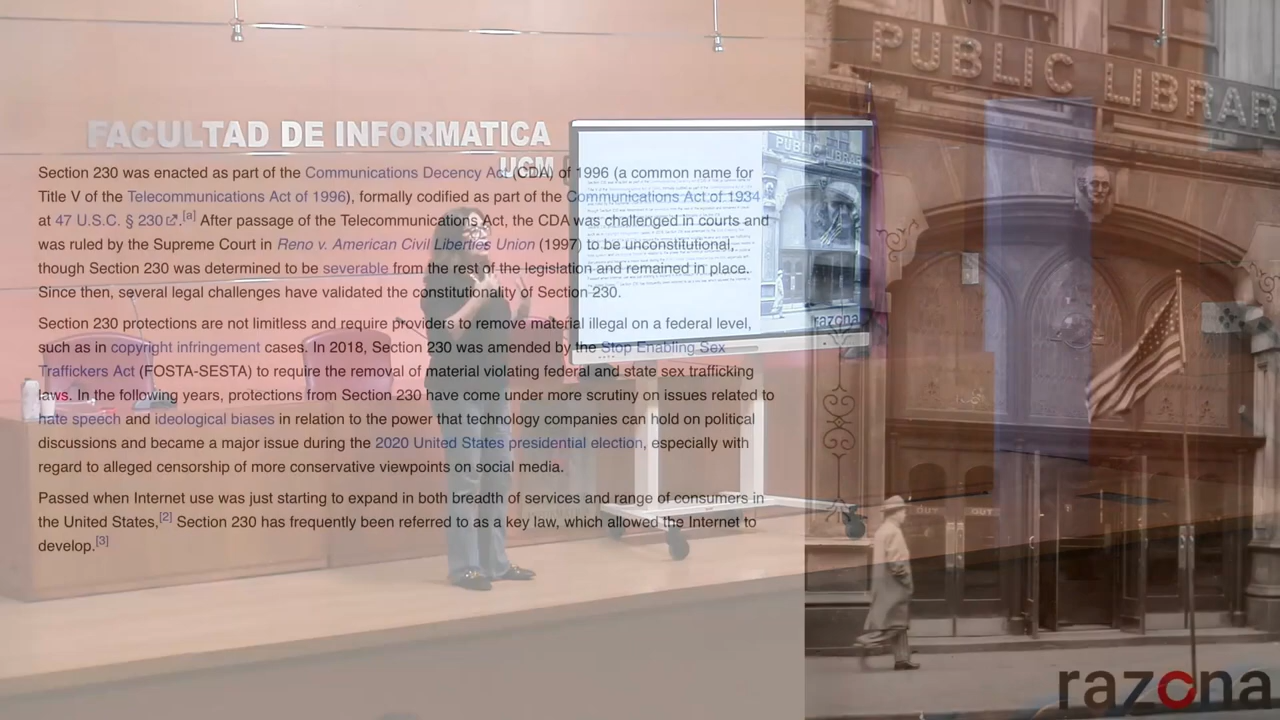 PUBLIC LIBRAR
FACULTAD DE INFORMATICA
UCM
Section 230 was enacted as part of the Communications Decency Act (CDA) of 1996 (a common name for
Title V of the Telecommunications Act of 1996), formally codified as part of the Communications Act of 1934
at 47 U.S.C. § 230.[a] After passage of the Telecommunications Act, the CDA was challenged in courts and
was ruled by the Supreme Court in Reno v. American Civil Liberties Union (1997) to be unconstitutional,
though Section 230 was determined to be severable from the rest of the legislation and remained in place.
Since then, several legal challenges have validated the constitutionality of Section 230.
Section 230 protections are not limitless and require providers to remove material illegal on a federal level,
such as in copyright infringement cases. In 2018, Section 230 was amended by the Stop Enabling Sex
Traffickers Act (FOSTA-SESTA) to require the removal of material violating federal and state sex trafficking
laws. In the following years, protections from Section 230 have come under more scrutiny on issues related to
hate speech and ideological biases in relation to the power that technology companies can hold on political
discussions and became a major issue during the 2020 United States presidential election, especially with
regard to alleged censorship of more conservative viewpoints on social media.
Passed when Internet use was just starting to expand in both breadth of services and range of consumers in
the United States,[2] Section 230 has frequently been referred to as a key law, which allowed the Internet to
develop.[3]
PUBLIC LIBRA
razona
OUT
OUT
razona